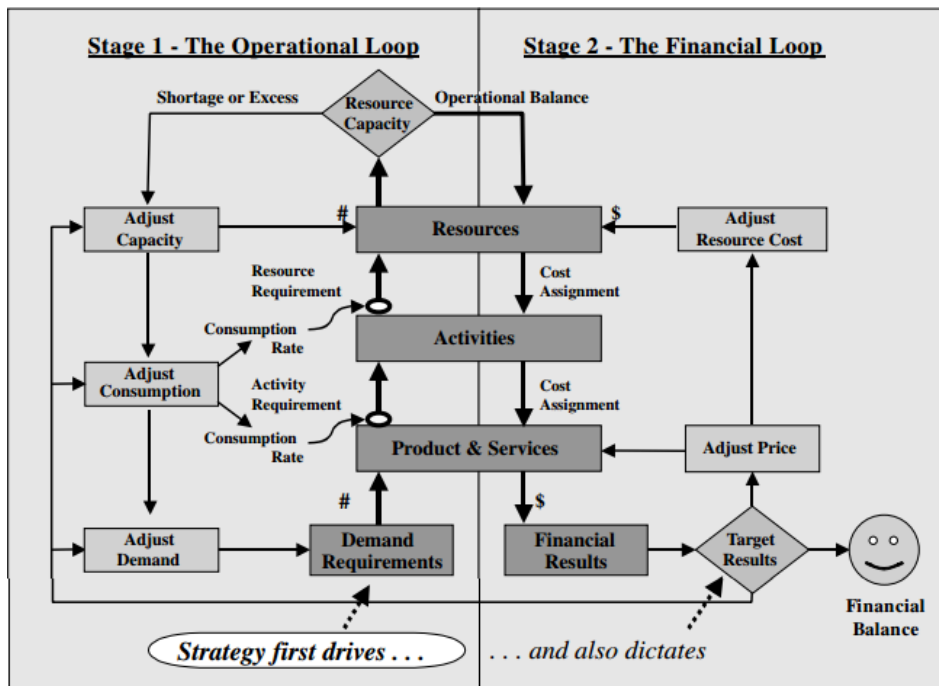 Stage 1 - The Operational Loop
Stage 2 - The Financial Loop
Shortage or Excess
Resource
Capacity
Operational Balance
Adjust
Capacity
#
Resources
$
Adjust
Resource Cost
Resource
Requirement
Cost
Assignment
Consumption
Rate
Activities
Adjust
Consumption
Activity
Requirement
Cost
Assignment
Consumption
Rate
Product & Services
Adjust Price
#
$
Adjust
Demand
Demand
Requirements
Financial
Results
Target
Results
Financial
Balance
Strategy first drives . . .
. . . and also dictates